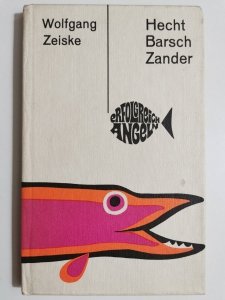 Wolfgang
Zeiske
Hecht
Barsch
Zander
ERFOLGREICH
ANGELN